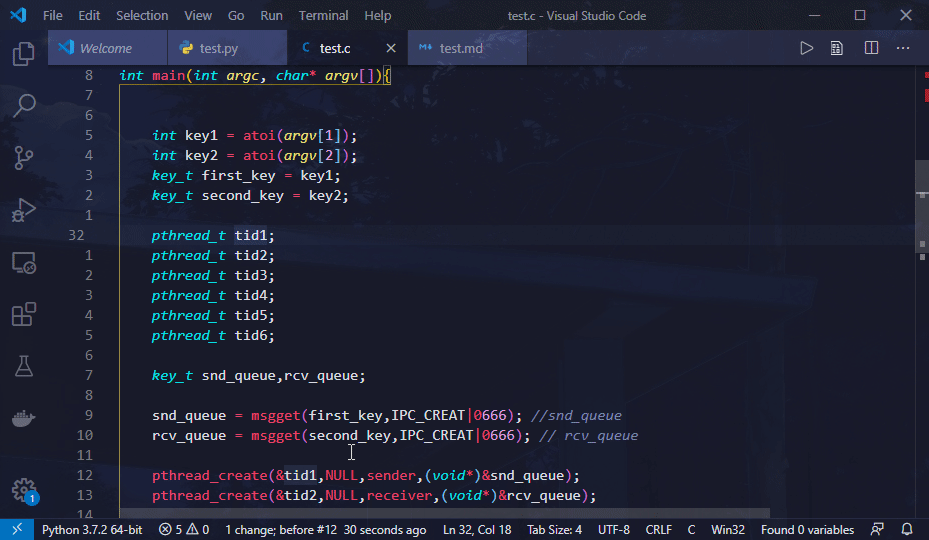 File Edit Selection View Go Run Terminal Help test.c - Visual Studio Code
Welcome test.py test.c test.md
8 int main(int argc, char* argv[]){
7
6
5 int key1 = atoi(argv[1]);
4 int key2 = atoi(argv[2]);
3 key_t first_key = key1;
2 key_t second_key = key2;
1
32 pthread_t tid1;
1 pthread_t tid2;
2 pthread_t tid3;
3 pthread_t tid4;
4 pthread_t tid5;
5 pthread_t tid6;
6
7 key_t snd_queue,rcv_queue;
8
9 snd_queue = msgget(first_key,IPC_CREAT|0666); //snd_queue
10 rcv_queue = msgget(second_key,IPC_CREAT|0666); // rcv_queue
11
12 pthread_create(&tid1,NULL,sender,(void*)&snd_queue);
13 pthread_create(&tid2,NULL,receiver,(void*)&rcv_queue);
14
1
Python 3.7.2 64-bit 5 0 1 change; before #12 30 seconds ago Ln 32, Col 18 Tab Size: 4 UTF-8 CRLF C Win32 Found 0 variables